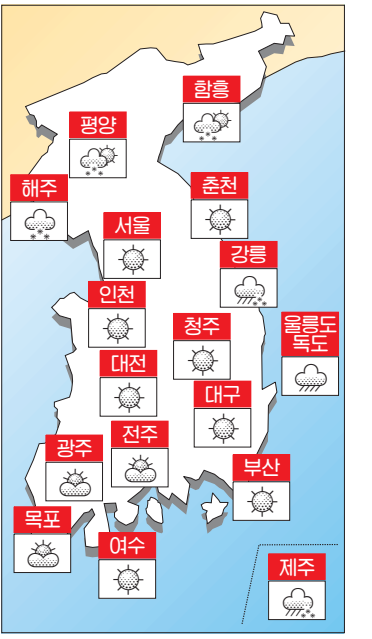 함흥
평양
해주
춘천
서울
강릉
인천
울릉도
독도
청주
대전
대구
전주
광주
부산
목포
여수
제주